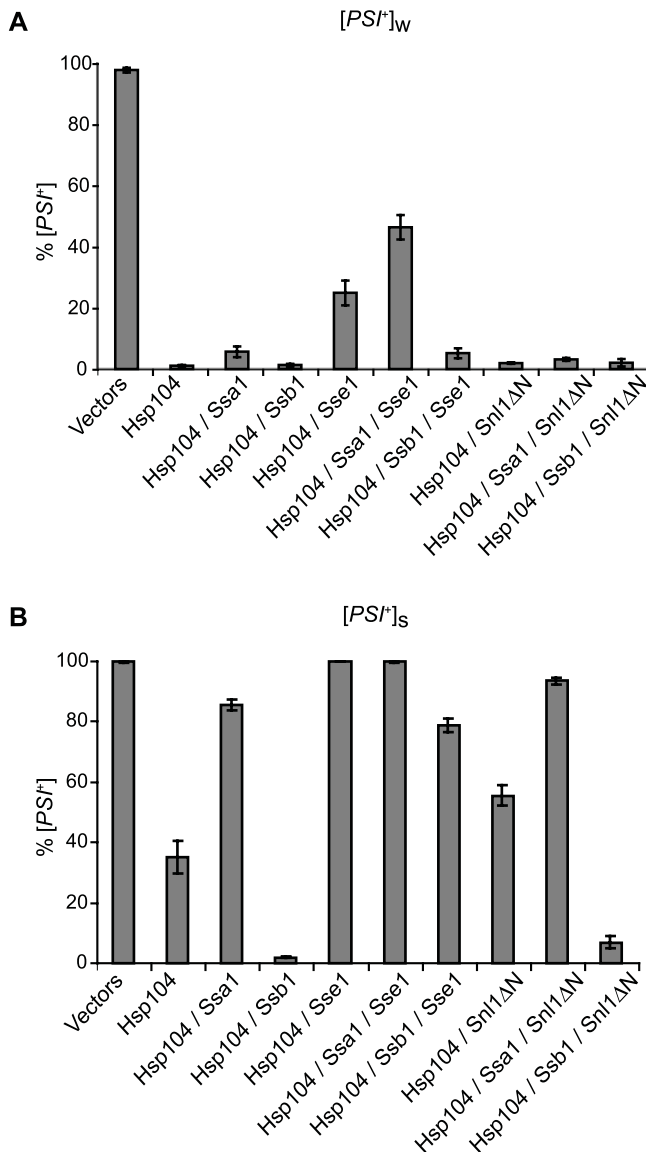 A
[PSI+]W
100
80
60
40
20
0
% [PSI+]
Vectors
Hsp104
Hsp104 / Ssa1
Hsp104 / Ssb1
Hsp104 / Sse1
Hsp104 / Ssa1 / Sse1
Hsp104 / Ssb1 / Sse1
Hsp104 / Snl1ΔN
Hsp104 / Ssa1 / Snl1ΔN
Hsp104 / Ssb1 / Snl1ΔN
B
[PSI+]S
100
80
60
40
20
0
% [PSI+]
Vectors
Hsp104
Hsp104 / Ssa1
Hsp104 / Ssb1
Hsp104 / Sse1
Hsp104 / Ssa1 / Sse1
Hsp104 / Ssb1 / Sse1
Hsp104 / Snl1ΔN
Hsp104 / Ssa1 / Snl1ΔN
Hsp104 / Ssb1 / Snl1ΔN